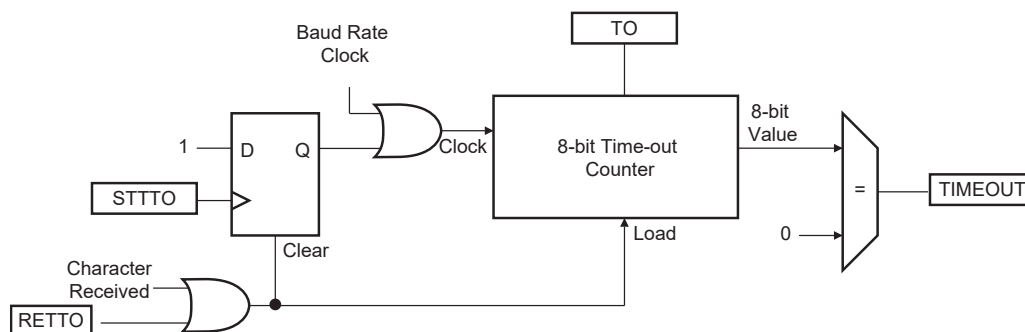 Baud Rate
Clock
TO
1
D
Q
STTTO
Clock
8-bit Time-out
Counter
8-bit
Value
=
TIMEOUT
Clear
Load
0
Character
Received
RETTO